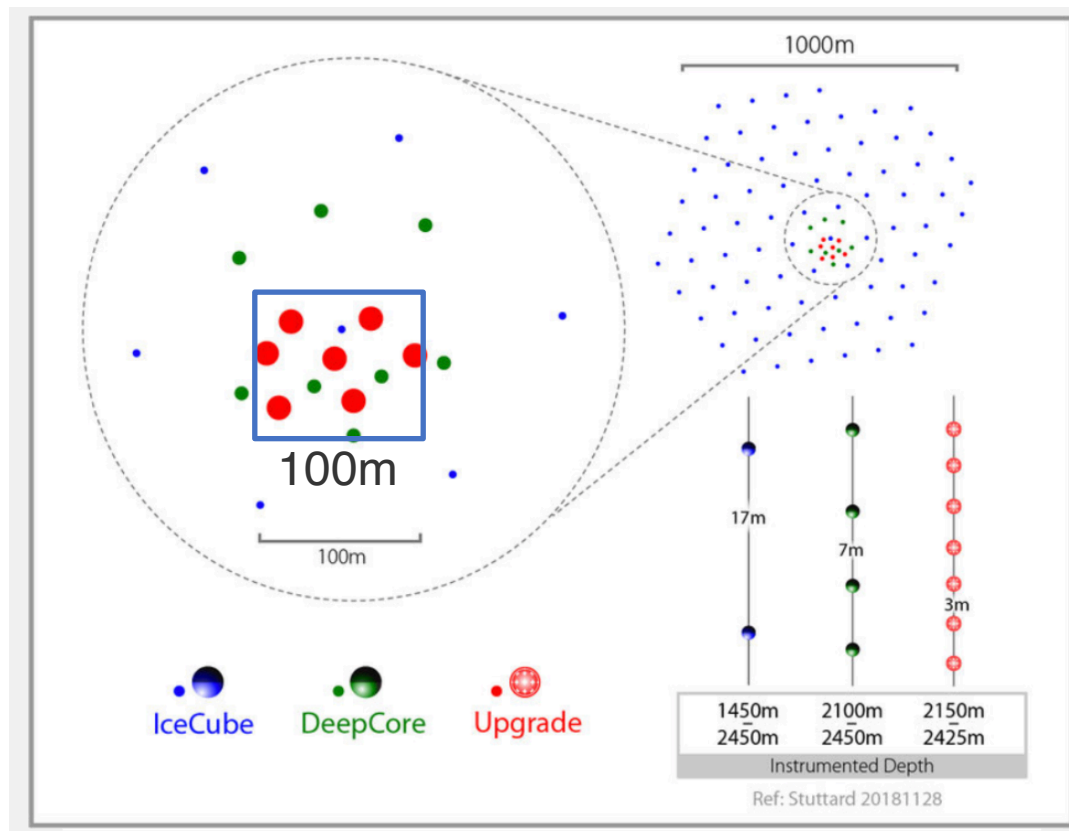 1000m
100m
100m
17m
7m
3m
IceCube
DeepCore
Upgrade
1450m
–
2450m
2100m
–
2450m
2150m
–
2425m
Instrumented Depth
Ref: Stuttard 20181128